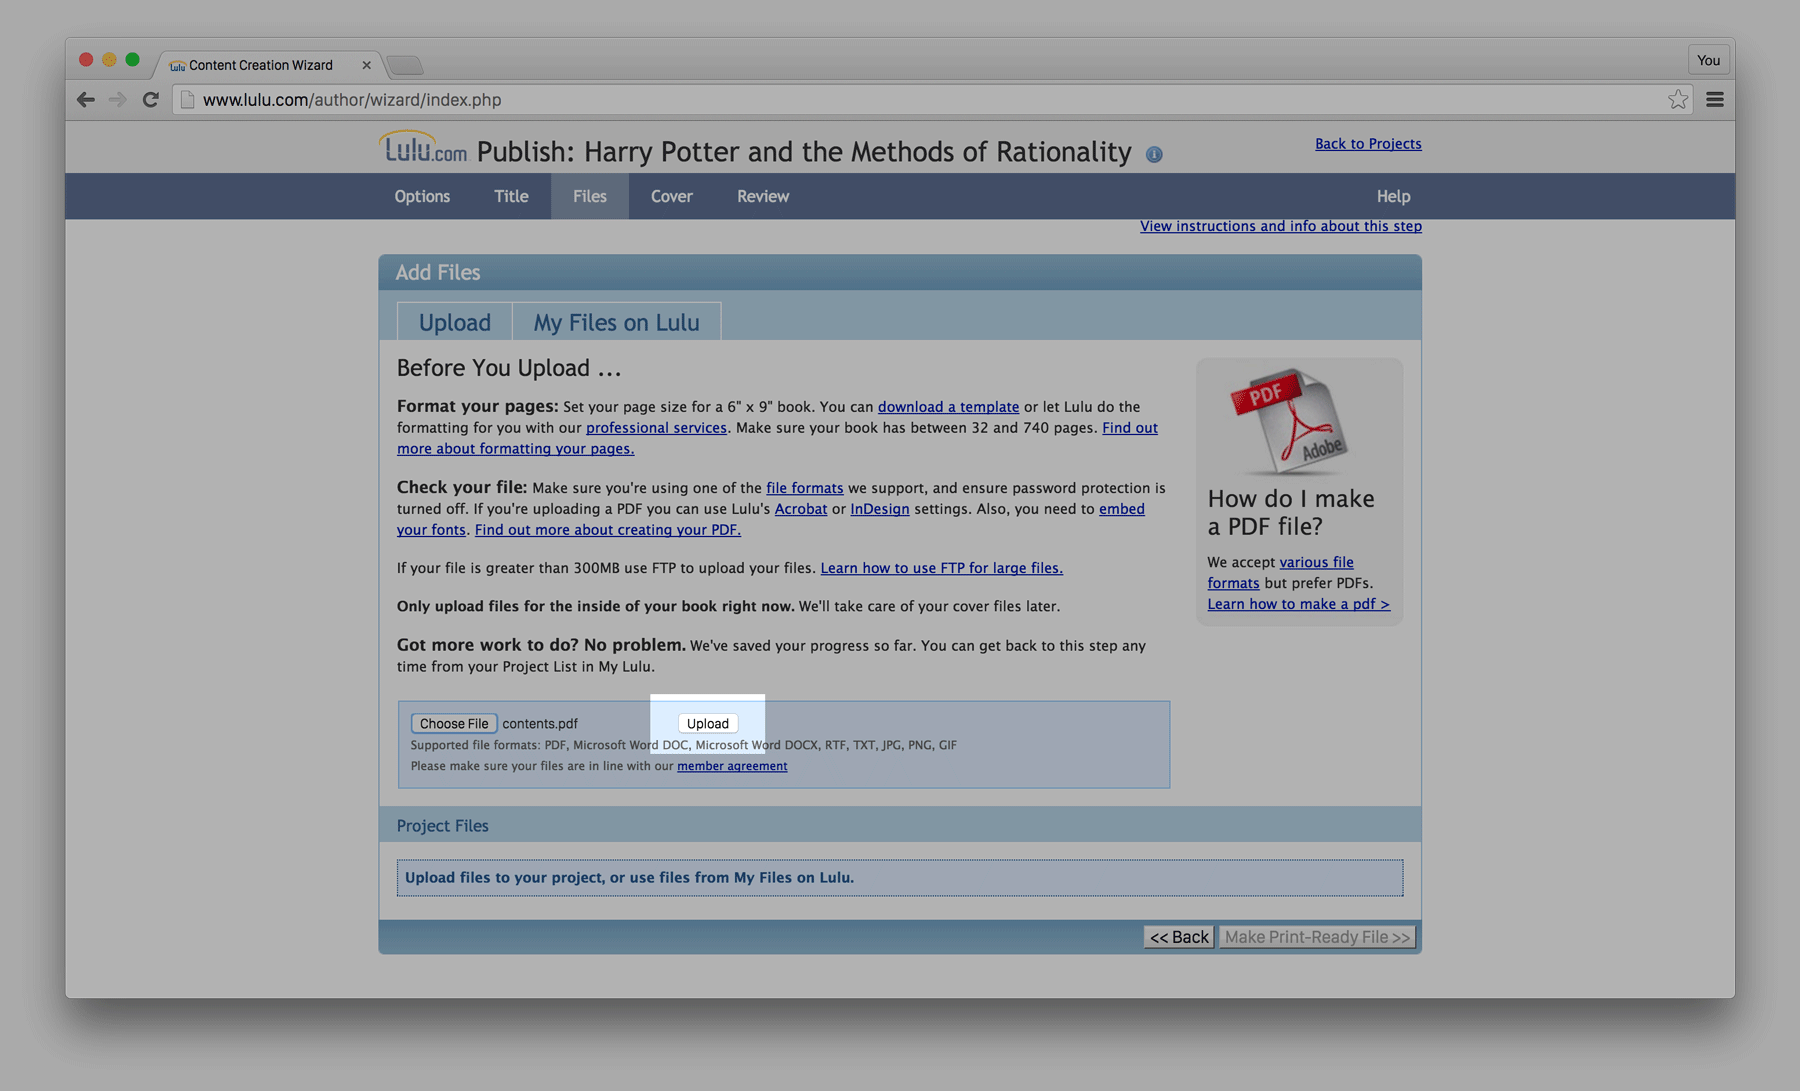 Lulu Content Creation Wizard
You
www.lulu.com/author/wizard/index.php
Lulu.com Publish: Harry Potter and the Methods of Rationality
Back to Projects
Options Title Files Cover Review Help
View instructions and info about this step
Add Files
Upload My Files on Lulu
Before You Upload ...
Format your pages: Set your page size for a 6" x 9" book. You can download a template or let Lulu do the
formatting for you with our professional services. Make sure your book has between 32 and 740 pages. Find out
more about formatting your pages.
Check your file: Make sure you're using one of the file formats we support, and ensure password protection is
turned off. If you're uploading a PDF you can use Lulu's Acrobat or InDesign settings. Also, you need to embed
your fonts. Find out more about creating your PDF.
If your file is greater than 300MB use FTP to upload your files. Learn how to use FTP for large files.
Only upload files for the inside of your book right now. We'll take care of your cover files later.
Got more work to do? No problem. We've saved your progress so far. You can get back to this step any
time from your Project List in My Lulu.
PDF
Adobe
How do I make
a PDF file?
We accept various file
formats but prefer PDFs.
Learn how to make a pdf >
Choose File contents.pdf Upload
Supported file formats: PDF, Microsoft Word DOC, Microsoft Word DOCX, RTF, TXT, JPG, PNG, GIF
Please make sure your files are in line with our member agreement
Project Files
Upload files to your project, or use files from My Files on Lulu.
<< Back Make Print-Ready File >>